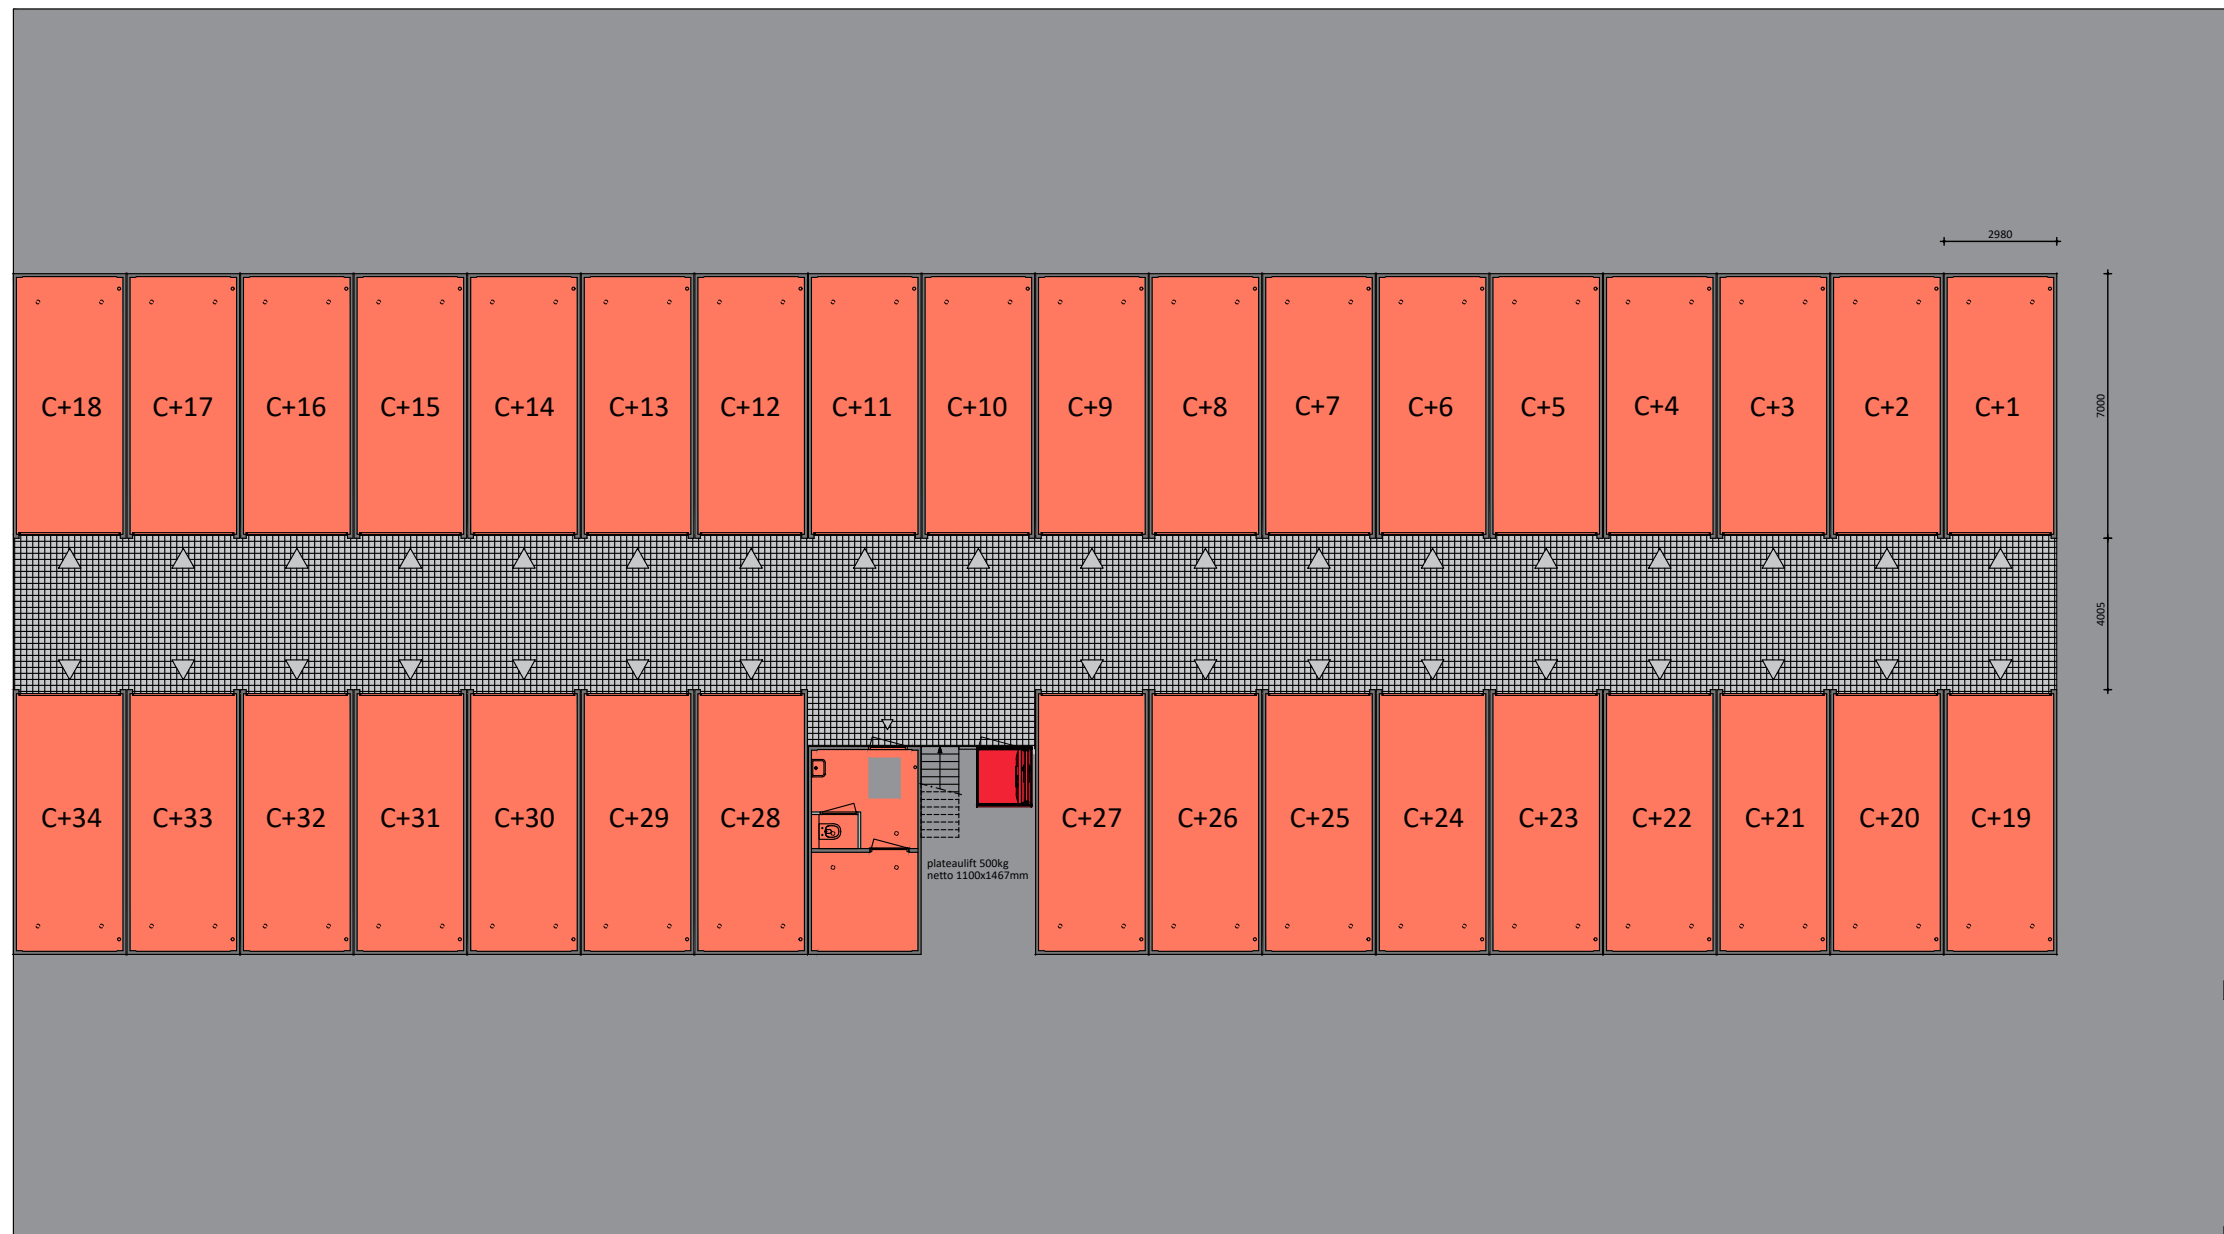 2980
C+18 C+17 C+16 C+15 C+14 C+13 C+12 C+11 C+10 C+9 C+8 C+7 C+6 C+5 C+4 C+3 C+2 C+1
7000
4005
C+34 C+33 C+32 C+31 C+30 C+29 C+28 C+27 C+26 C+25 C+24 C+23 C+22 C+21 C+20 C+19
plateaulift 500kg
netto 1100x1467mm